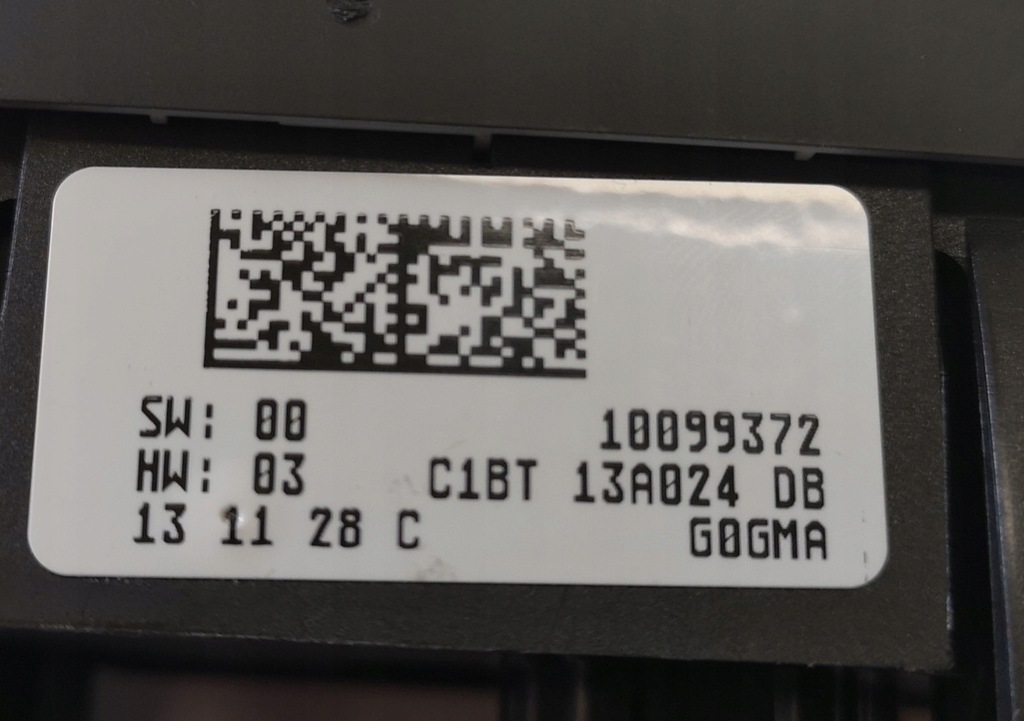 SW: 00 10099372
HW: 03 C1BT 13A024 DB
13 11 28 C G0GMA